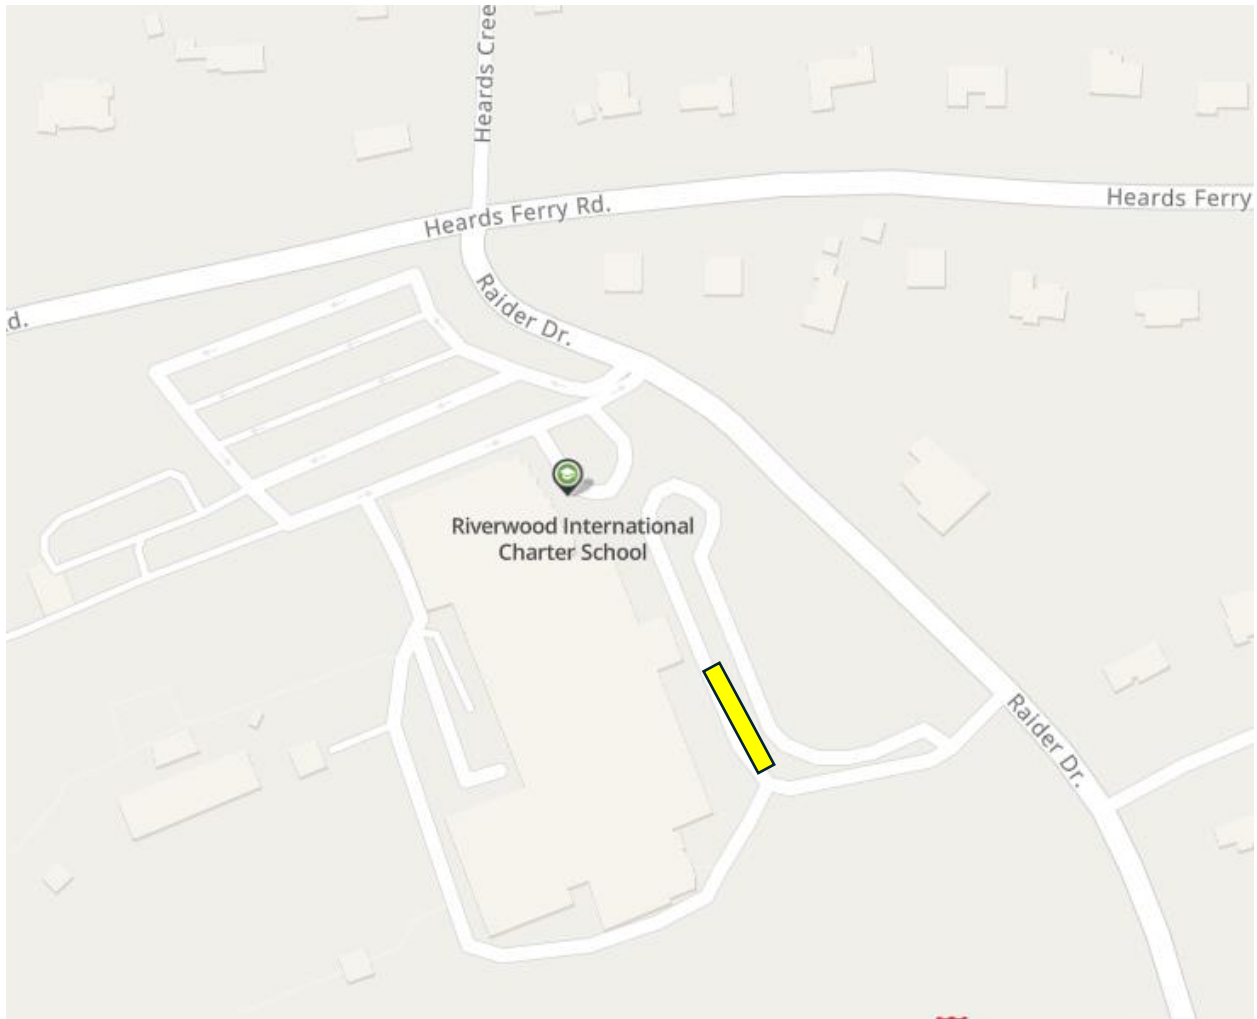 Heards Cree
Heards Ferry Rd.
Heards Ferry
d.
Raider Dr.
Riverwood International
Charter School
Raider Dr.